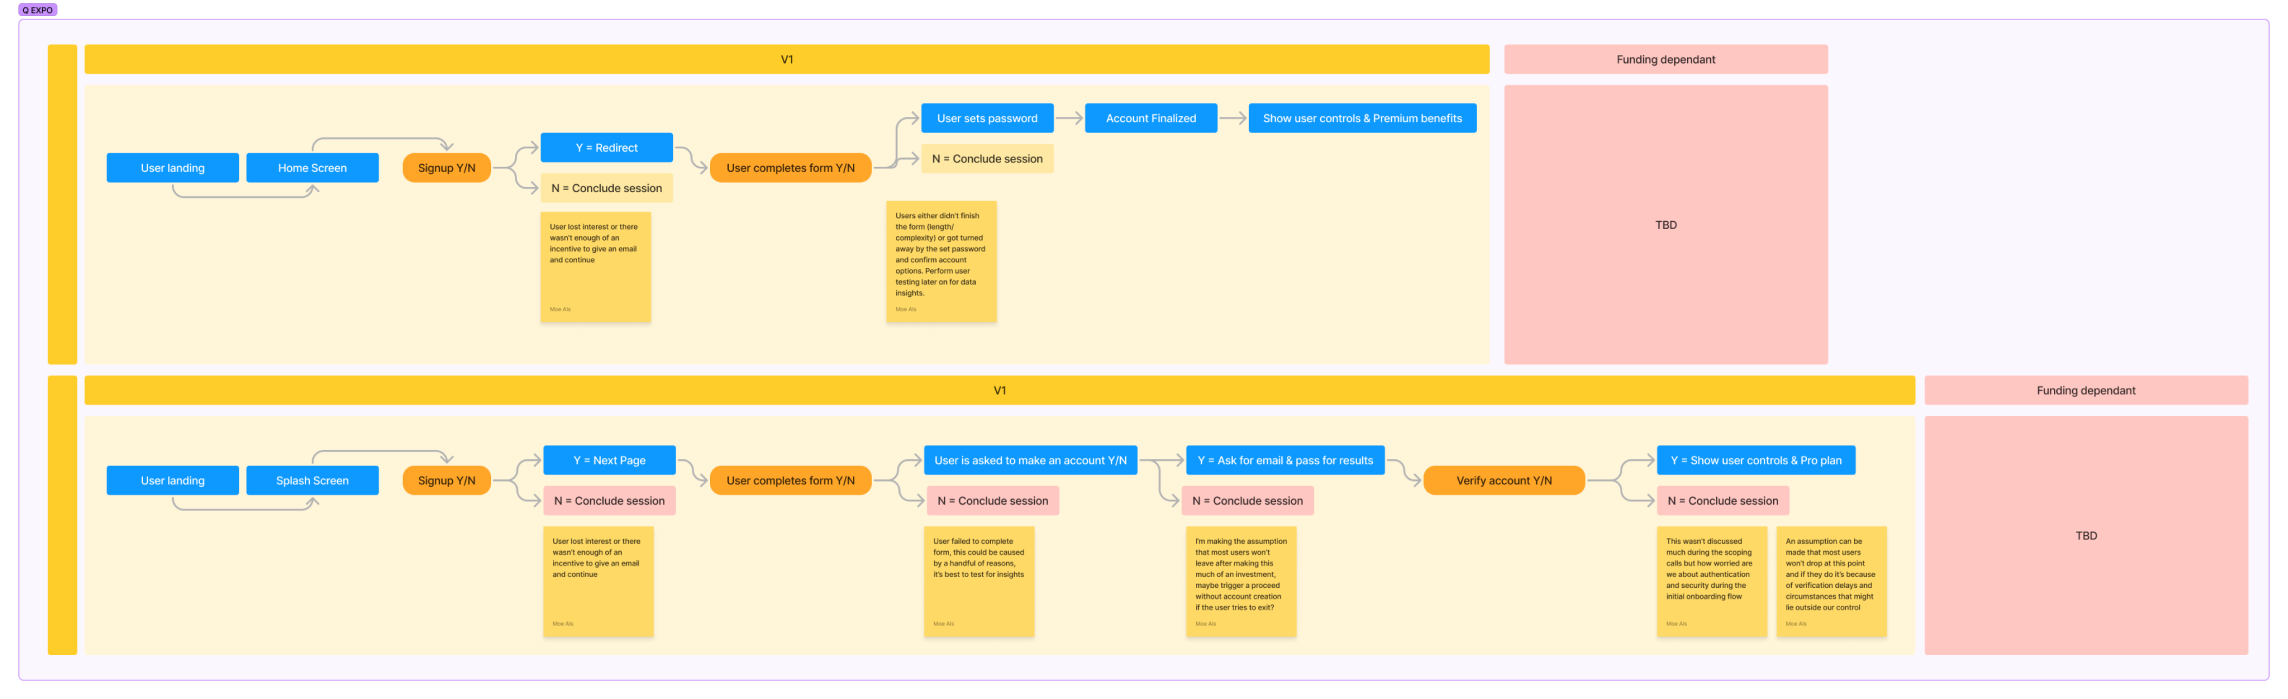 Q EXPO
V1
Funding dependant
User landing
Home Screen
Signup Y/N
Y = Redirect
N = Conclude session
User lost interest or there
wasn't enough of an
incentive to give an email
and continue
Moe Als
User completes form Y/N
User sets password
N = Conclude session
Account Finalized
Show user controls & Premium benefits
Users either didn't finish
the form (length/
complexity) or got turned
away by the set password
and confirm account
options. Perform user
testing later on for data
insights.
Moe Als
TBD
V1
Funding dependant
User landing
Splash Screen
Signup Y/N
Y = Next Page
N = Conclude session
User lost interest or there
wasn't enough of an
incentive to give an email
and continue
Moe Als
User completes form Y/N
User is asked to make an account Y/N
N = Conclude session
User failed to complete
form, this could be caused
by a handful of reasons,
it's best to test for insights
Moe Als
Y = Ask for email & pass for results
N = Conclude session
I'm making the assumption
that most users won't
leave after making this
much of an investment,
maybe trigger a proceed
without account creation
if the user tries to exit?
Moe Als
Verify account Y/N
Y = Show user controls & Pro plan
N = Conclude session
This wasn't discussed
much during the scoping
calls but how worried are
we about authentication
and security during the
initial onboarding flow
Moe Als
An assumption can be
made that most users
won't drop at this point
and if they do it's because
of verification delays and
circumstances that might
lie outside our control
Moe Als
TBD